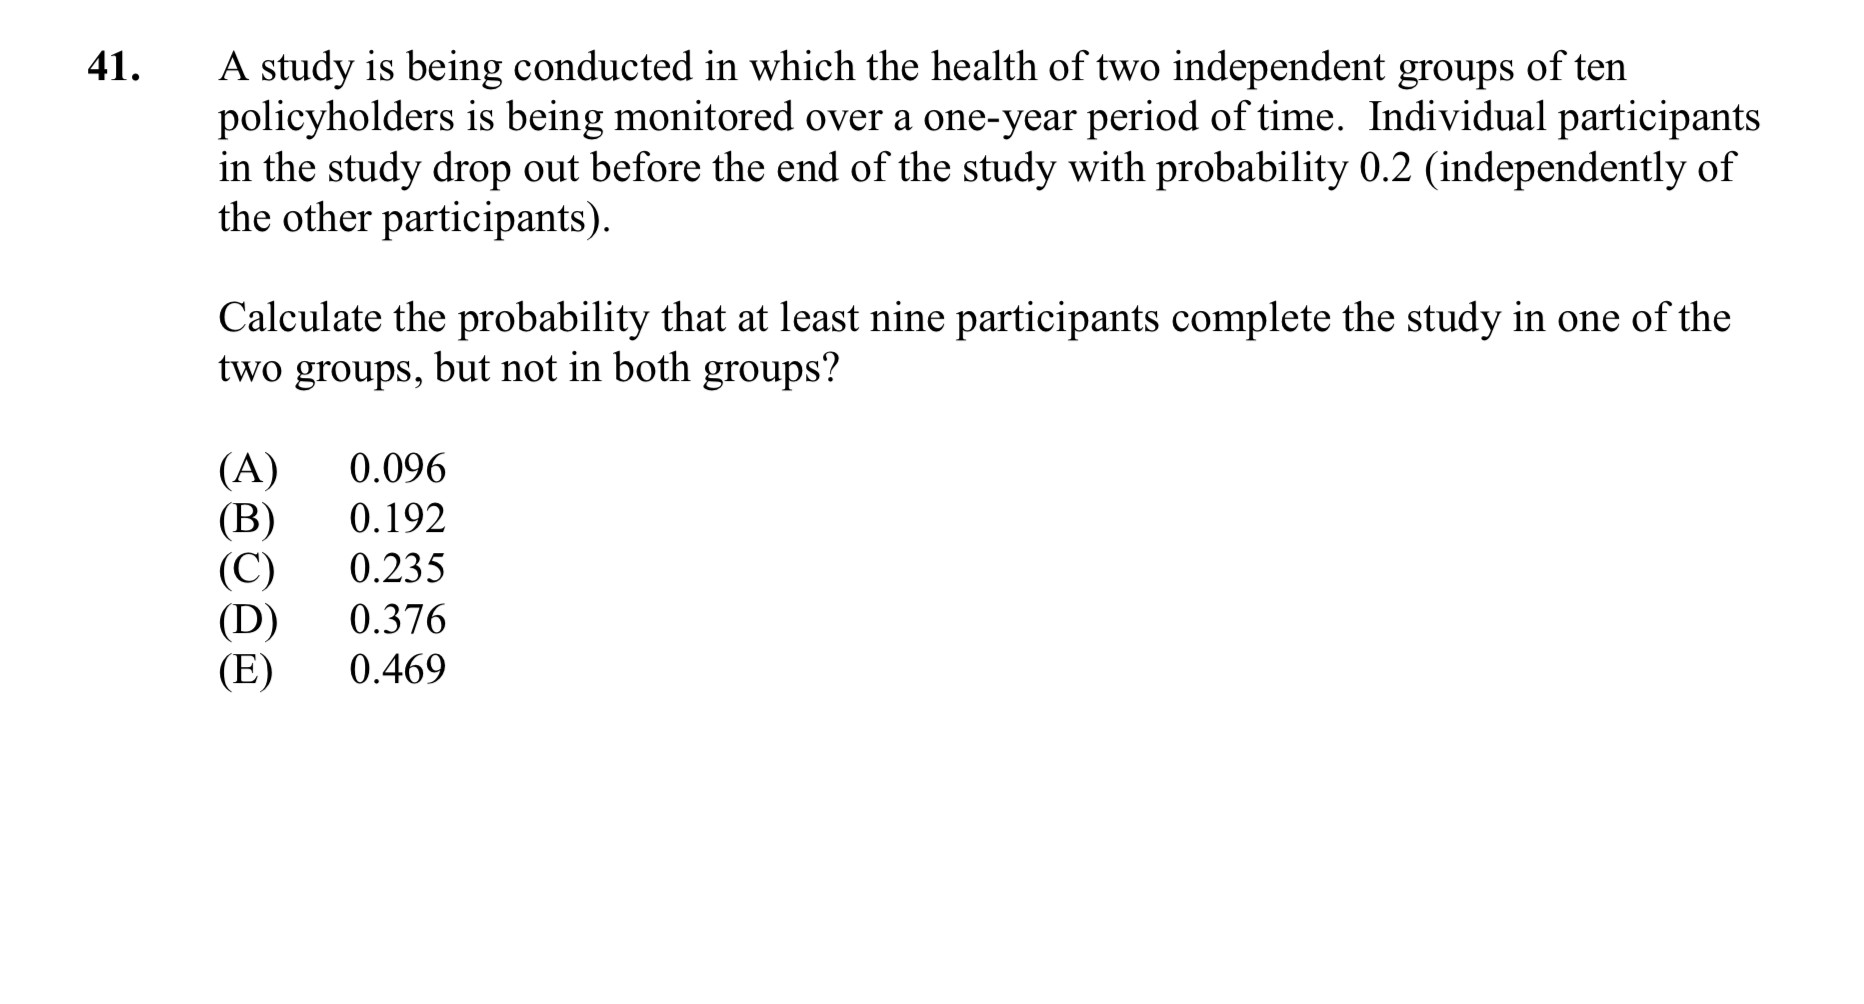 41. A study is being conducted in which the health of two independent groups of ten
policyholders is being monitored over a one-year period of time. Individual participants
in the study drop out before the end of the study with probability 0.2 (independently of
the other participants).
Calculate the probability that at least nine participants complete the study in one of the
two groups, but not in both groups?
(A) 0.096
(B) 0.192
(C) 0.235
(D) 0.376
(E) 0.469